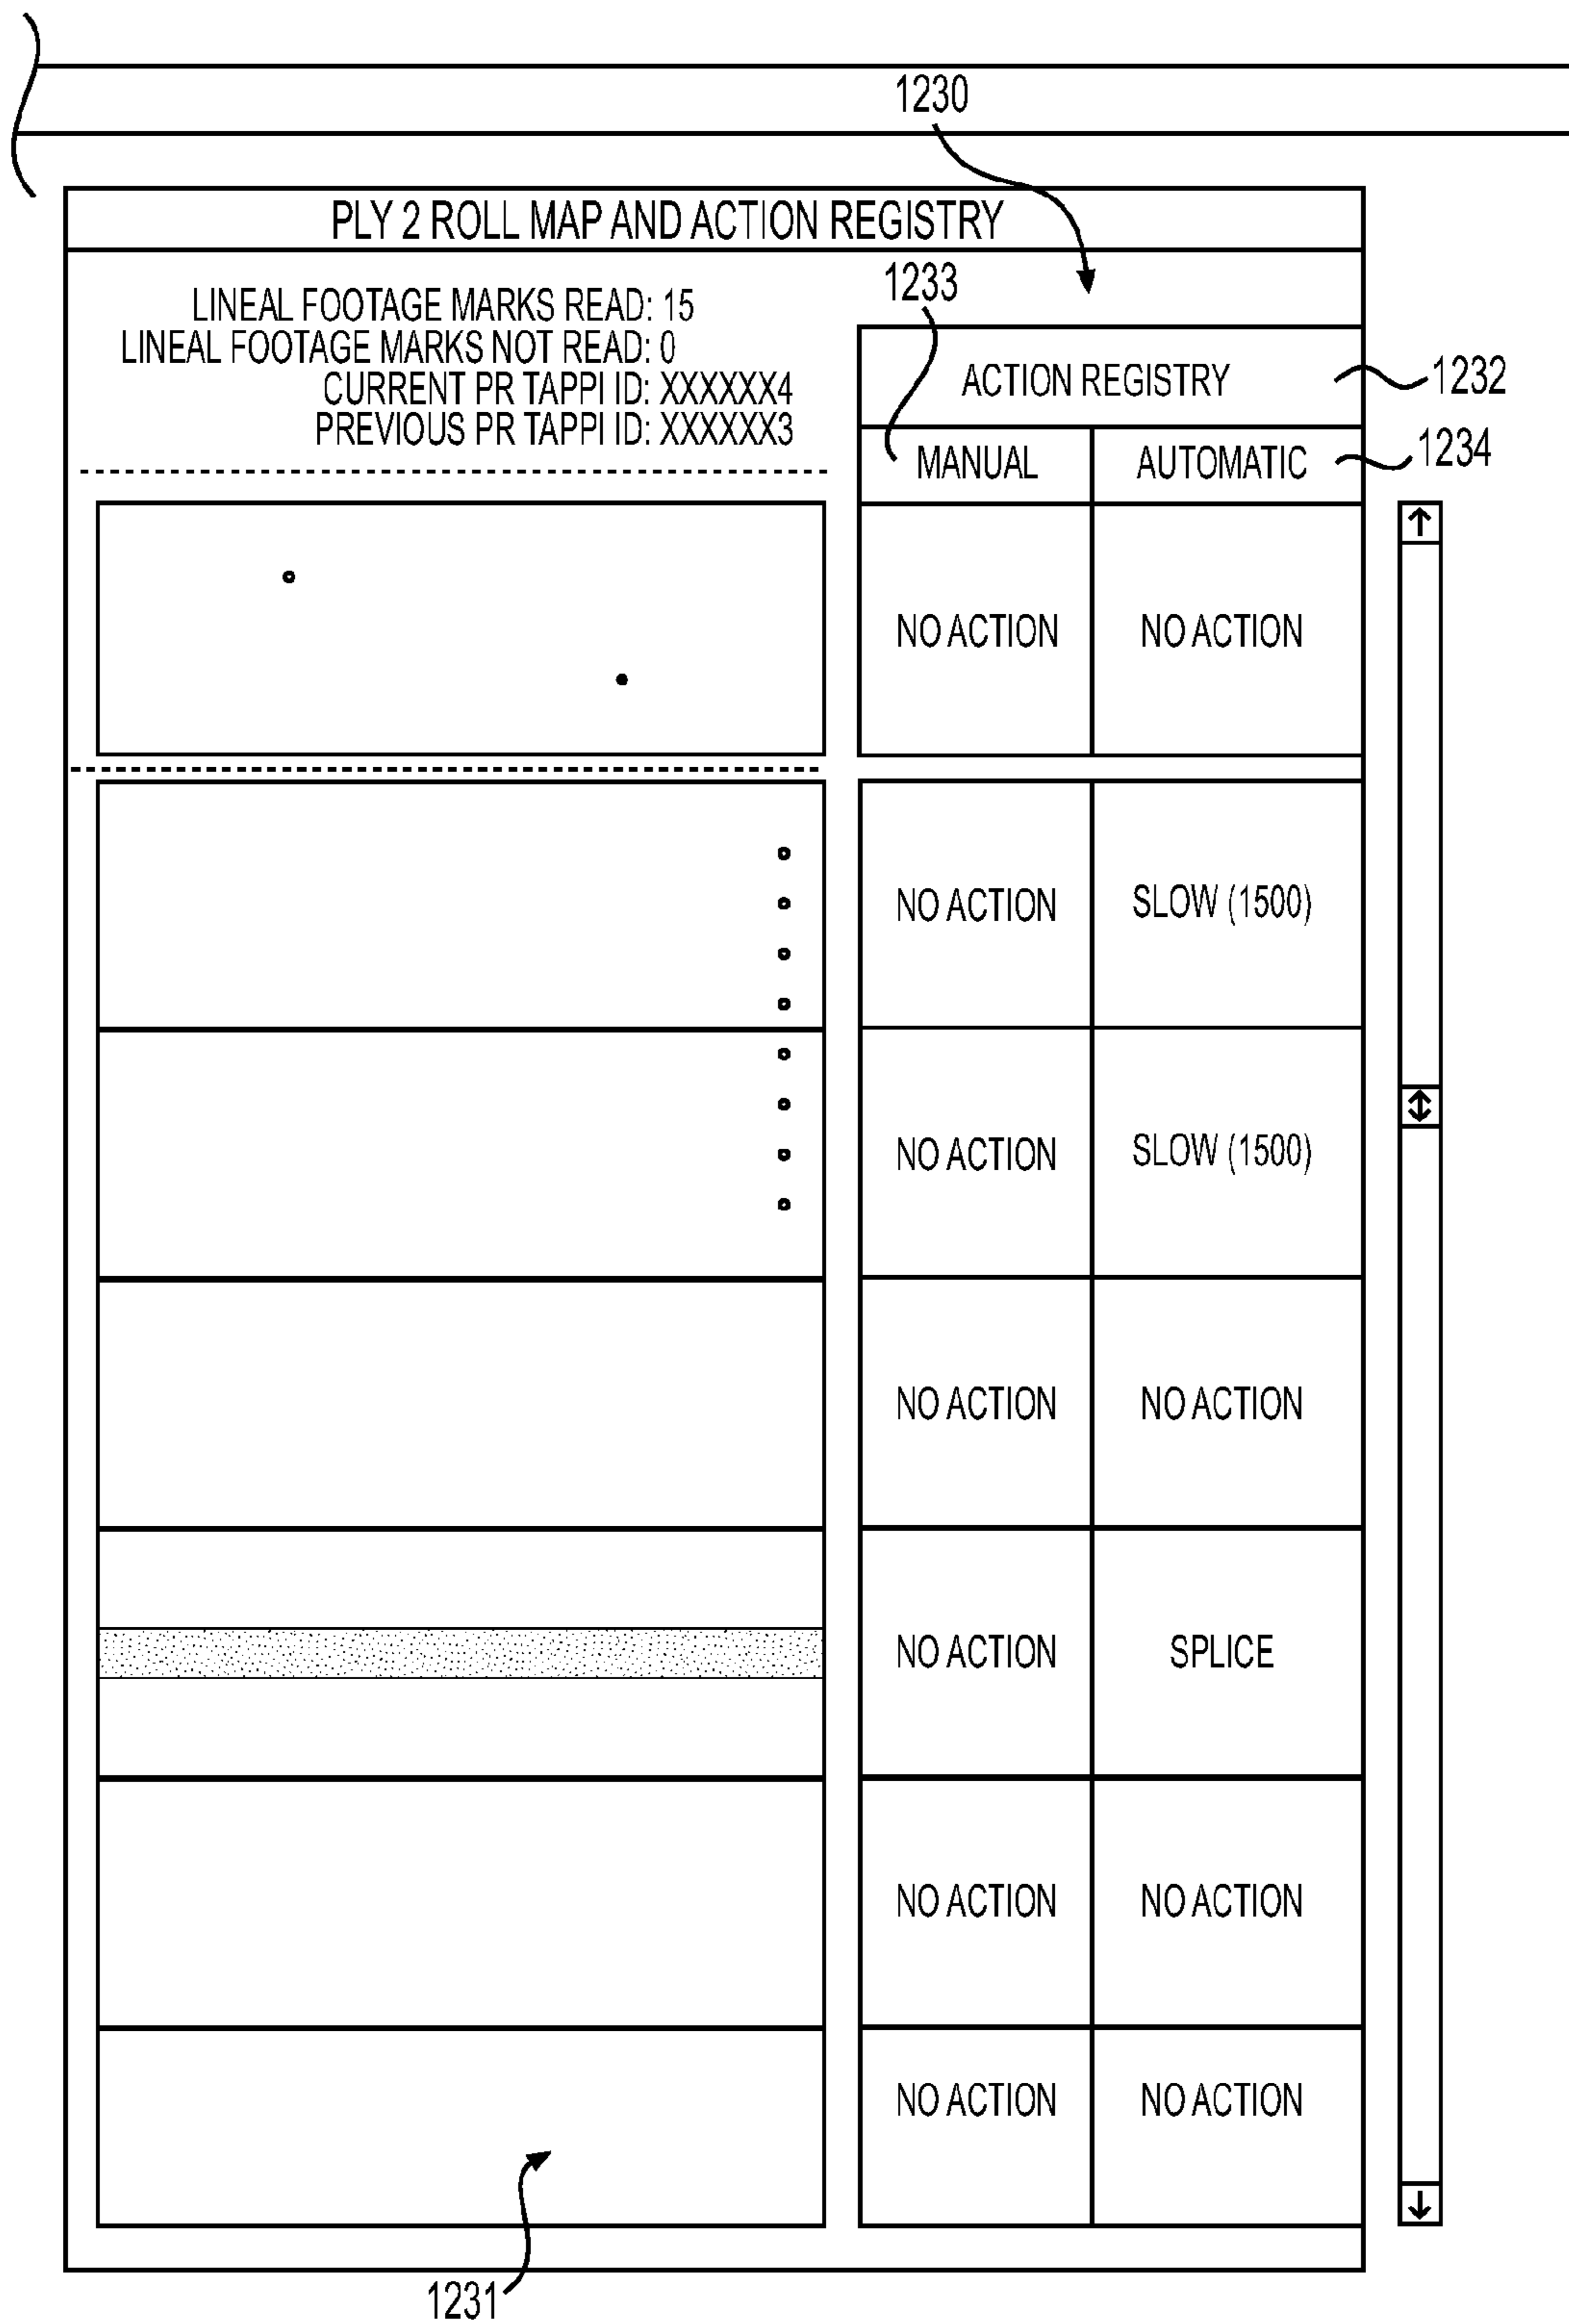 1230
PLY 2 ROLL MAP AND ACTION REGISTRY
1233
LINEAL FOOTAGE MARKS READ: 15
LINEAL FOOTAGE MARKS NOT READ: 0
CURRENT PR TAPPI ID: XXXXXX4
PREVIOUS PR TAPPI ID: XXXXXX3
ACTION REGISTRY 1232
MANUAL AUTOMATIC 1234
NO ACTION NO ACTION
NO ACTION SLOW (1500)
NO ACTION SLOW (1500)
NO ACTION NO ACTION
NO ACTION SPLICE
NO ACTION NO ACTION
NO ACTION NO ACTION
1231